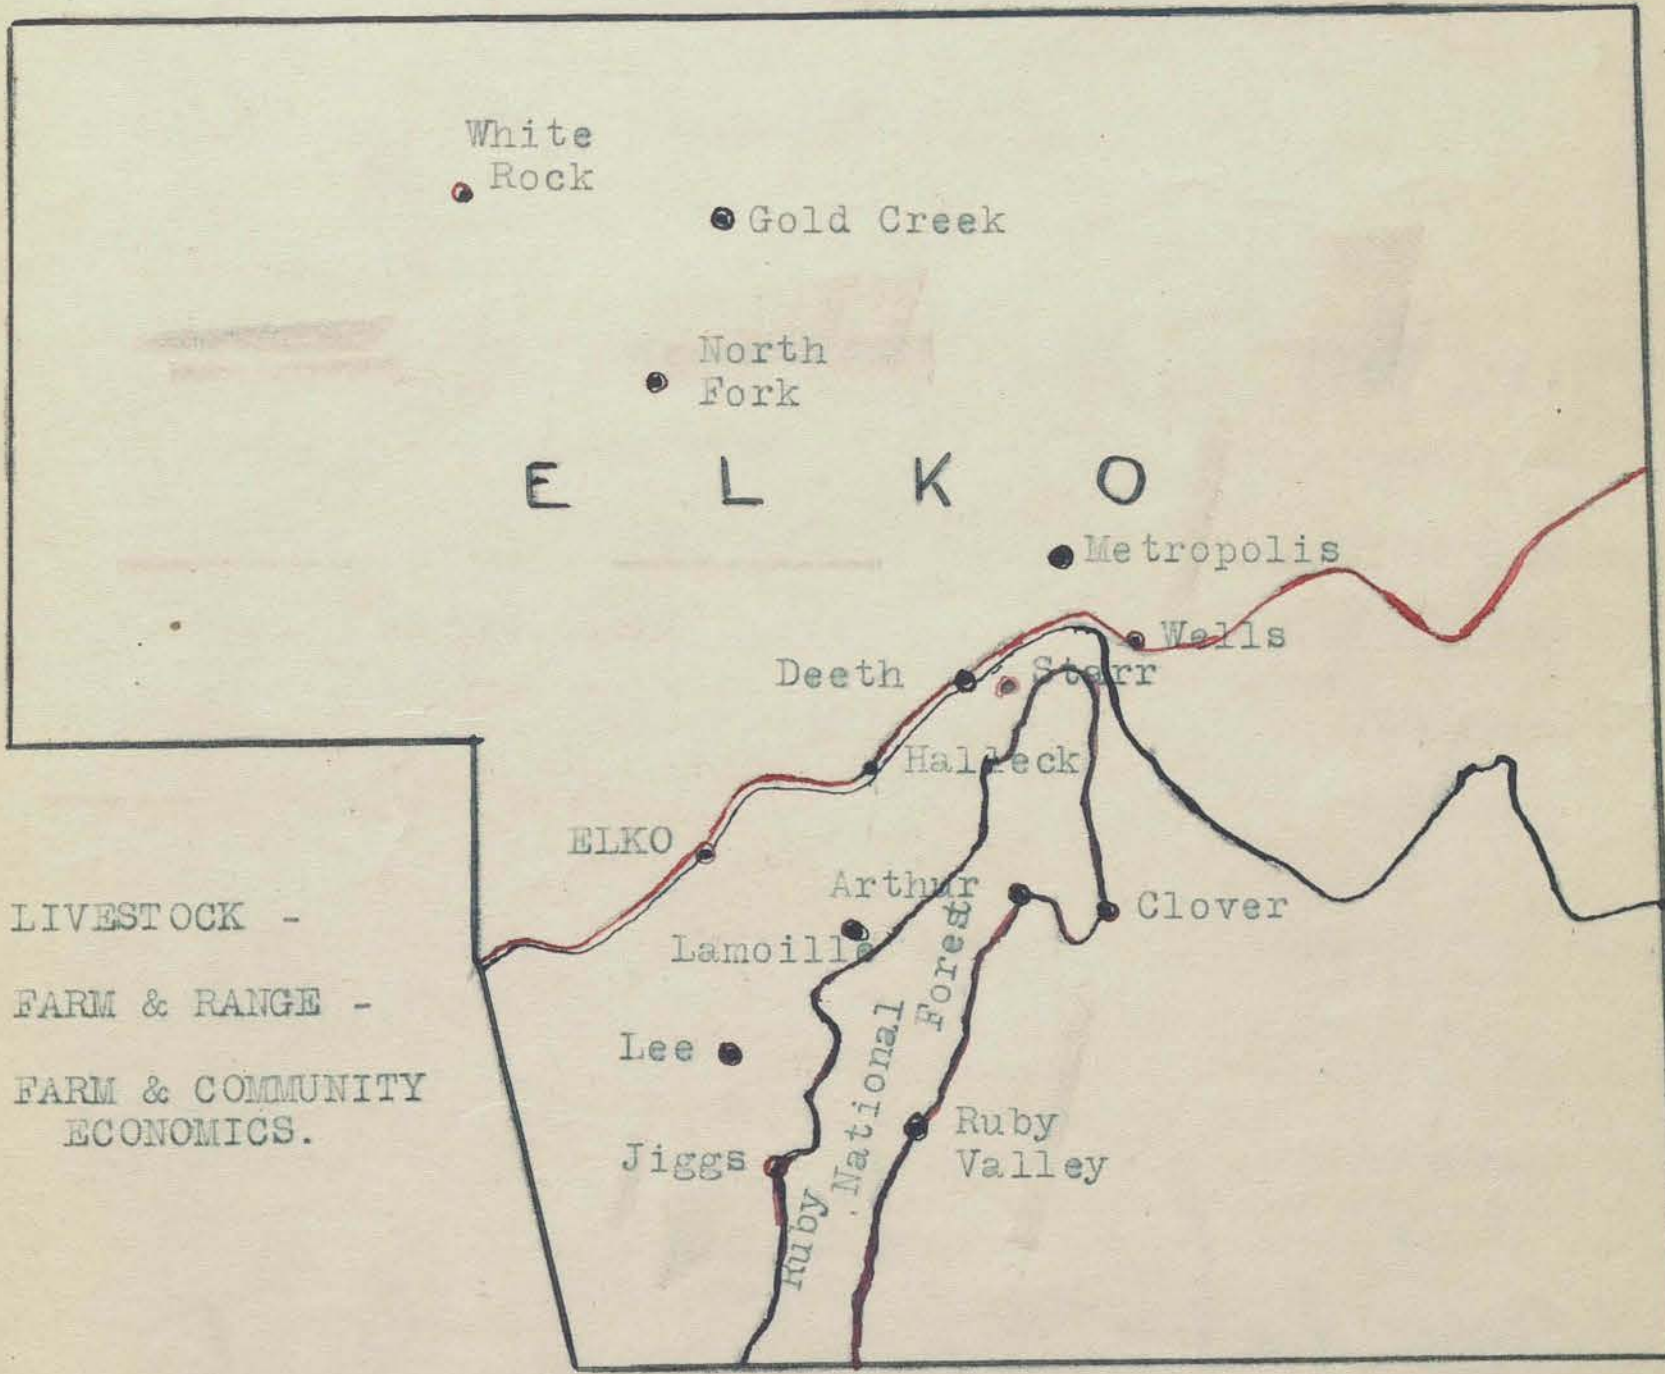 White
Rock
Gold Creek
North
Fork
E L K O
Metropolis
Wells
Deeth
Starr
Halleck
ELKO
Arthur
Clover
Lamoille
Lee
Ruby
Valley
Jiggs
Ruby National Forest
LIVESTOCK -
FARM & RANGE -
FARM & COMMUNITY
ECONOMICS.